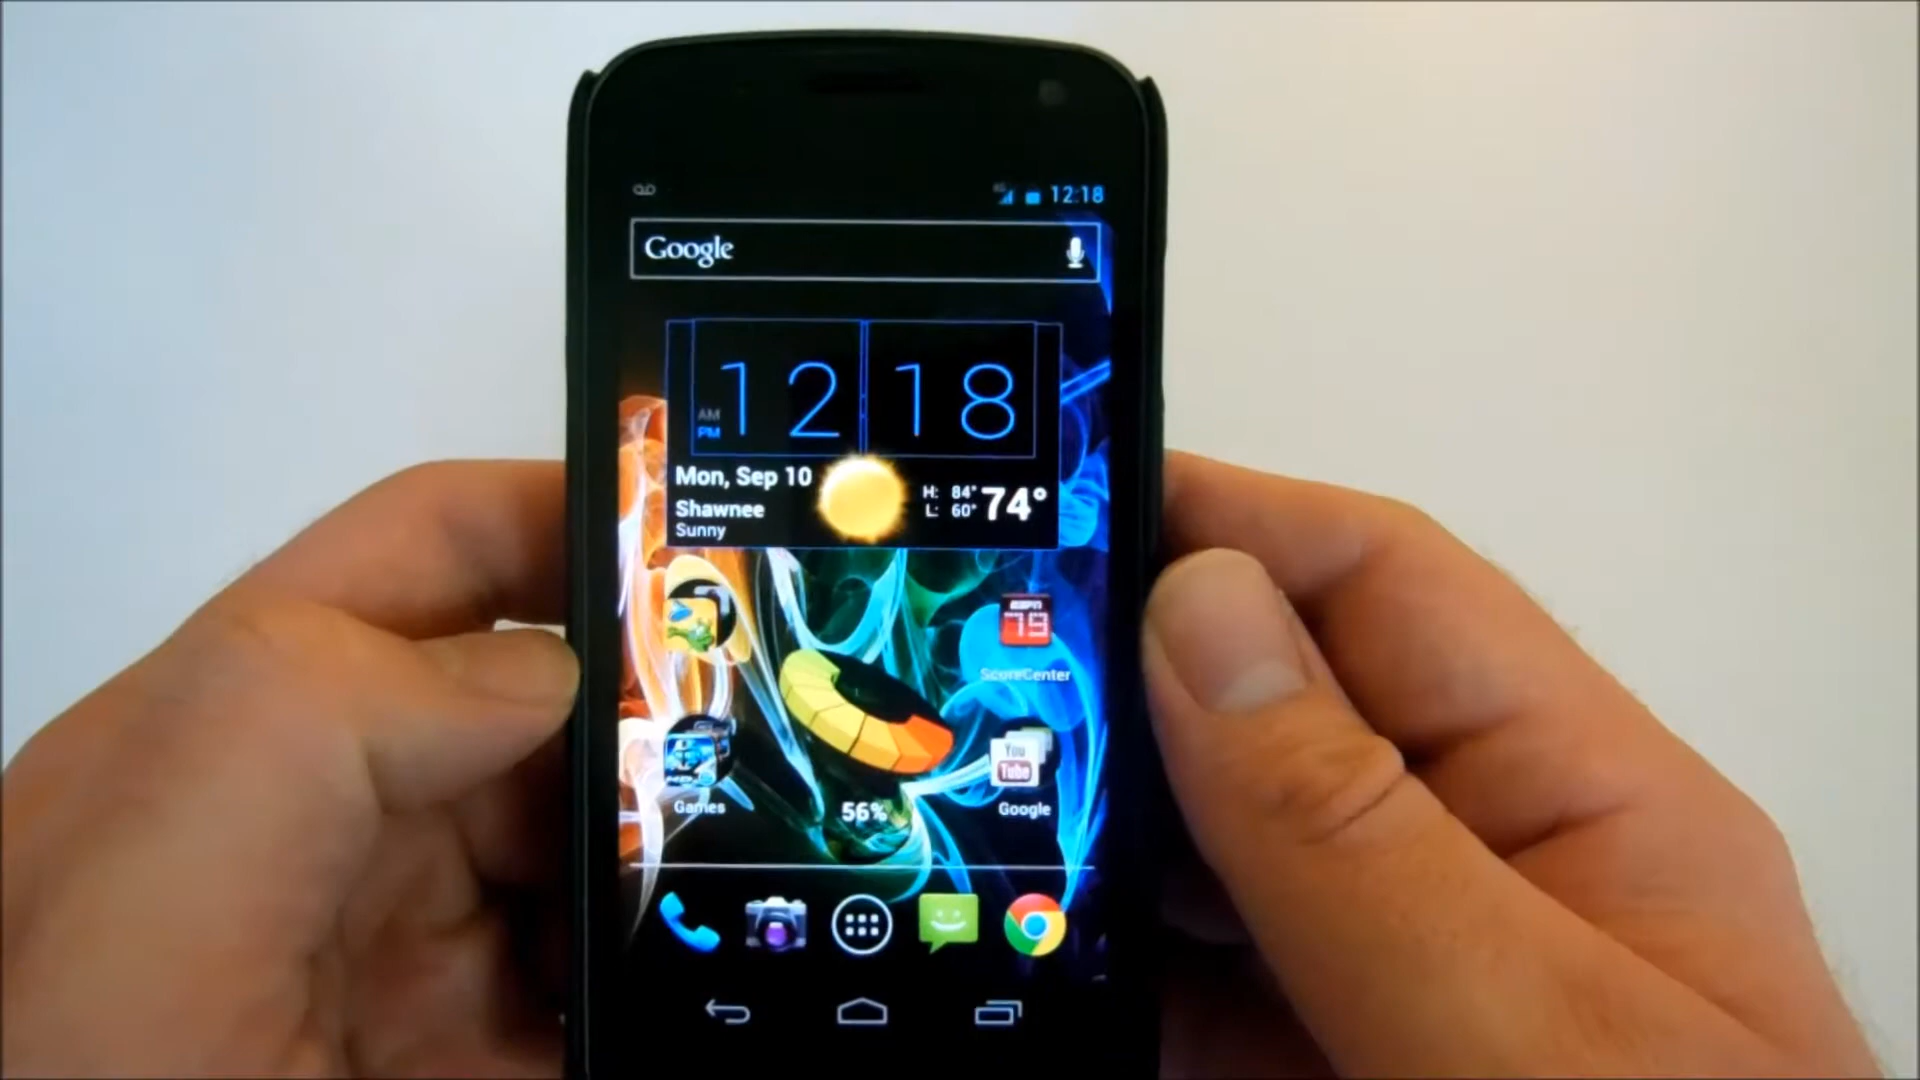 12:18
Google
12 18
AM
PM
Mon, Sep 10
Shawnee
Sunny
H: 84°
L: 60°
74°
ESPN
79
ScoreCenter
You
Tube
Games
56%
Google